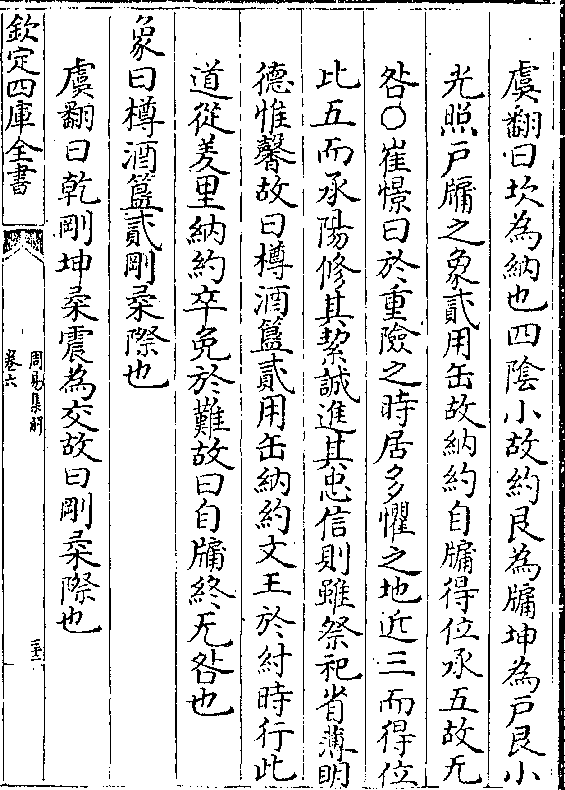 虞翻曰坎為納也四陰小故約艮為牖坤為戶艮小
光照戶牖之象貳用缶故納約自牖得位承五故无
咎○崔憬曰於重險之時居多懼之地近三而得位
比五而承陽修其絜誠進其忠信則雖祭祀省薄明
德惟馨故曰樽酒簋貳用缶納約文王於紂時行此
道從羑里納約卒免於難故曰自牖終无咎也
象曰樽酒簋貳剛柔際也
虞翻曰乾剛坤柔震為交故曰剛柔際也
欽定四庫全書
周易集解
卷六